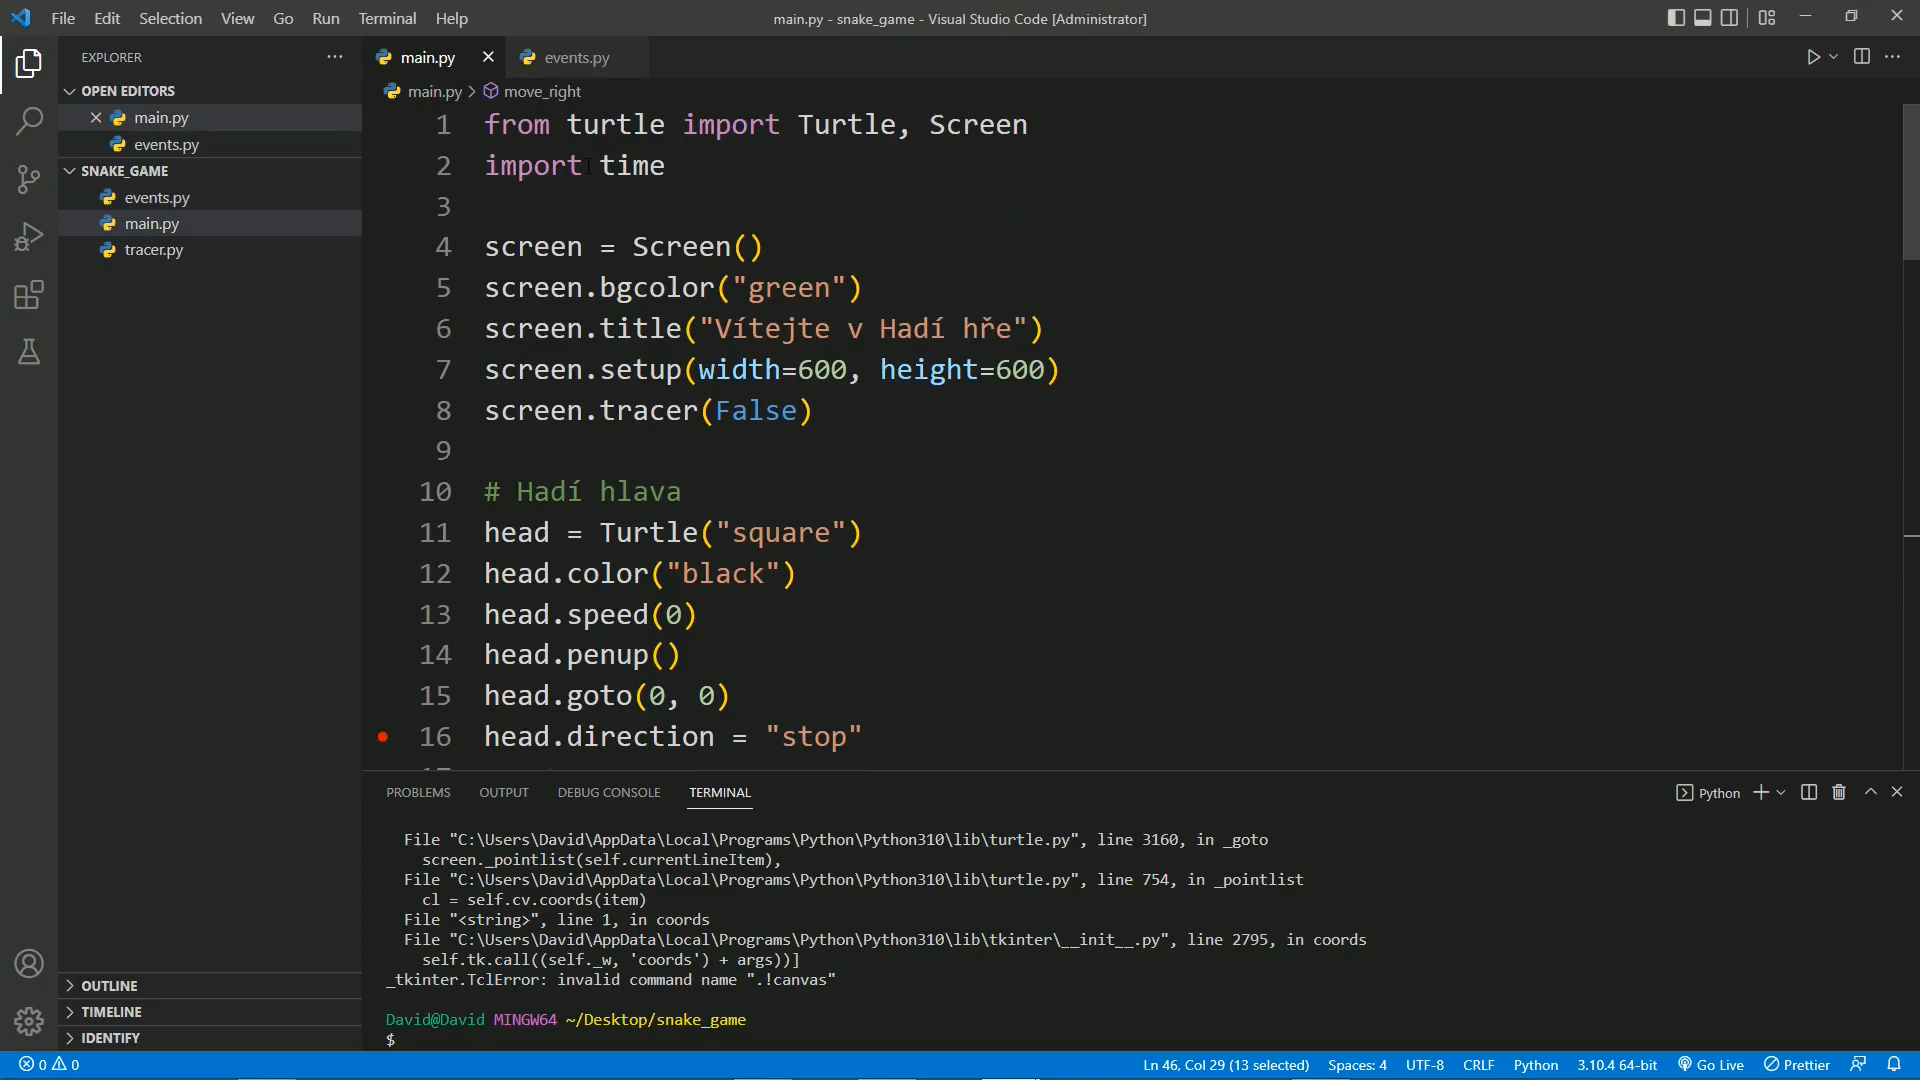 File Edit Selection View Go Run Terminal Help
main.py - snake_game - Visual Studio Code [Administrator]
EXPLORER
OPEN EDITORS
main.py
events.py
SNAKE_GAME
events.py
main.py
tracer.py
OUTLINE
TIMELINE
IDENTIFY
main.py
events.py
main.py > move_right
1 from turtle import Turtle, Screen
2 import time
3
4 screen = Screen()
5 screen.bgcolor("green")
6 screen.title("Vítejte v Hadí hře")
7 screen.setup(width=600, height=600)
8 screen.tracer(False)
9
10 # Hadí hlava
11 head = Turtle("square")
12 head.color("black")
13 head.speed(0)
14 head.penup()
15 head.goto(0, 0)
16 head.direction = "stop"
PROBLEMS OUTPUT DEBUG CONSOLE TERMINAL
Python
File "C:\Users\David\AppData\Local\Programs\Python\Python310\lib\turtle.py", line 3160, in _goto
screen._pointlist(self.currentLineItem),
File "C:\Users\David\AppData\Local\Programs\Python\Python310\lib\turtle.py", line 754, in _pointlist
cl = self.cv.coords(item)
File "<string>", line 1, in coords
File "C:\Users\David\AppData\Local\Programs\Python\Python310\lib\tkinter\__init__.py", line 2795, in coords
self.tk.call((self._w, 'coords') + args))]
_tkinter.TclError: invalid command name ".!canvas"
David@David MINGW64 ~/Desktop/snake_game
$
0 0
Ln 46, Col 29 (13 selected) Spaces: 4 UTF-8 CRLF Python 3.10.4 64-bit Go Live Prettier